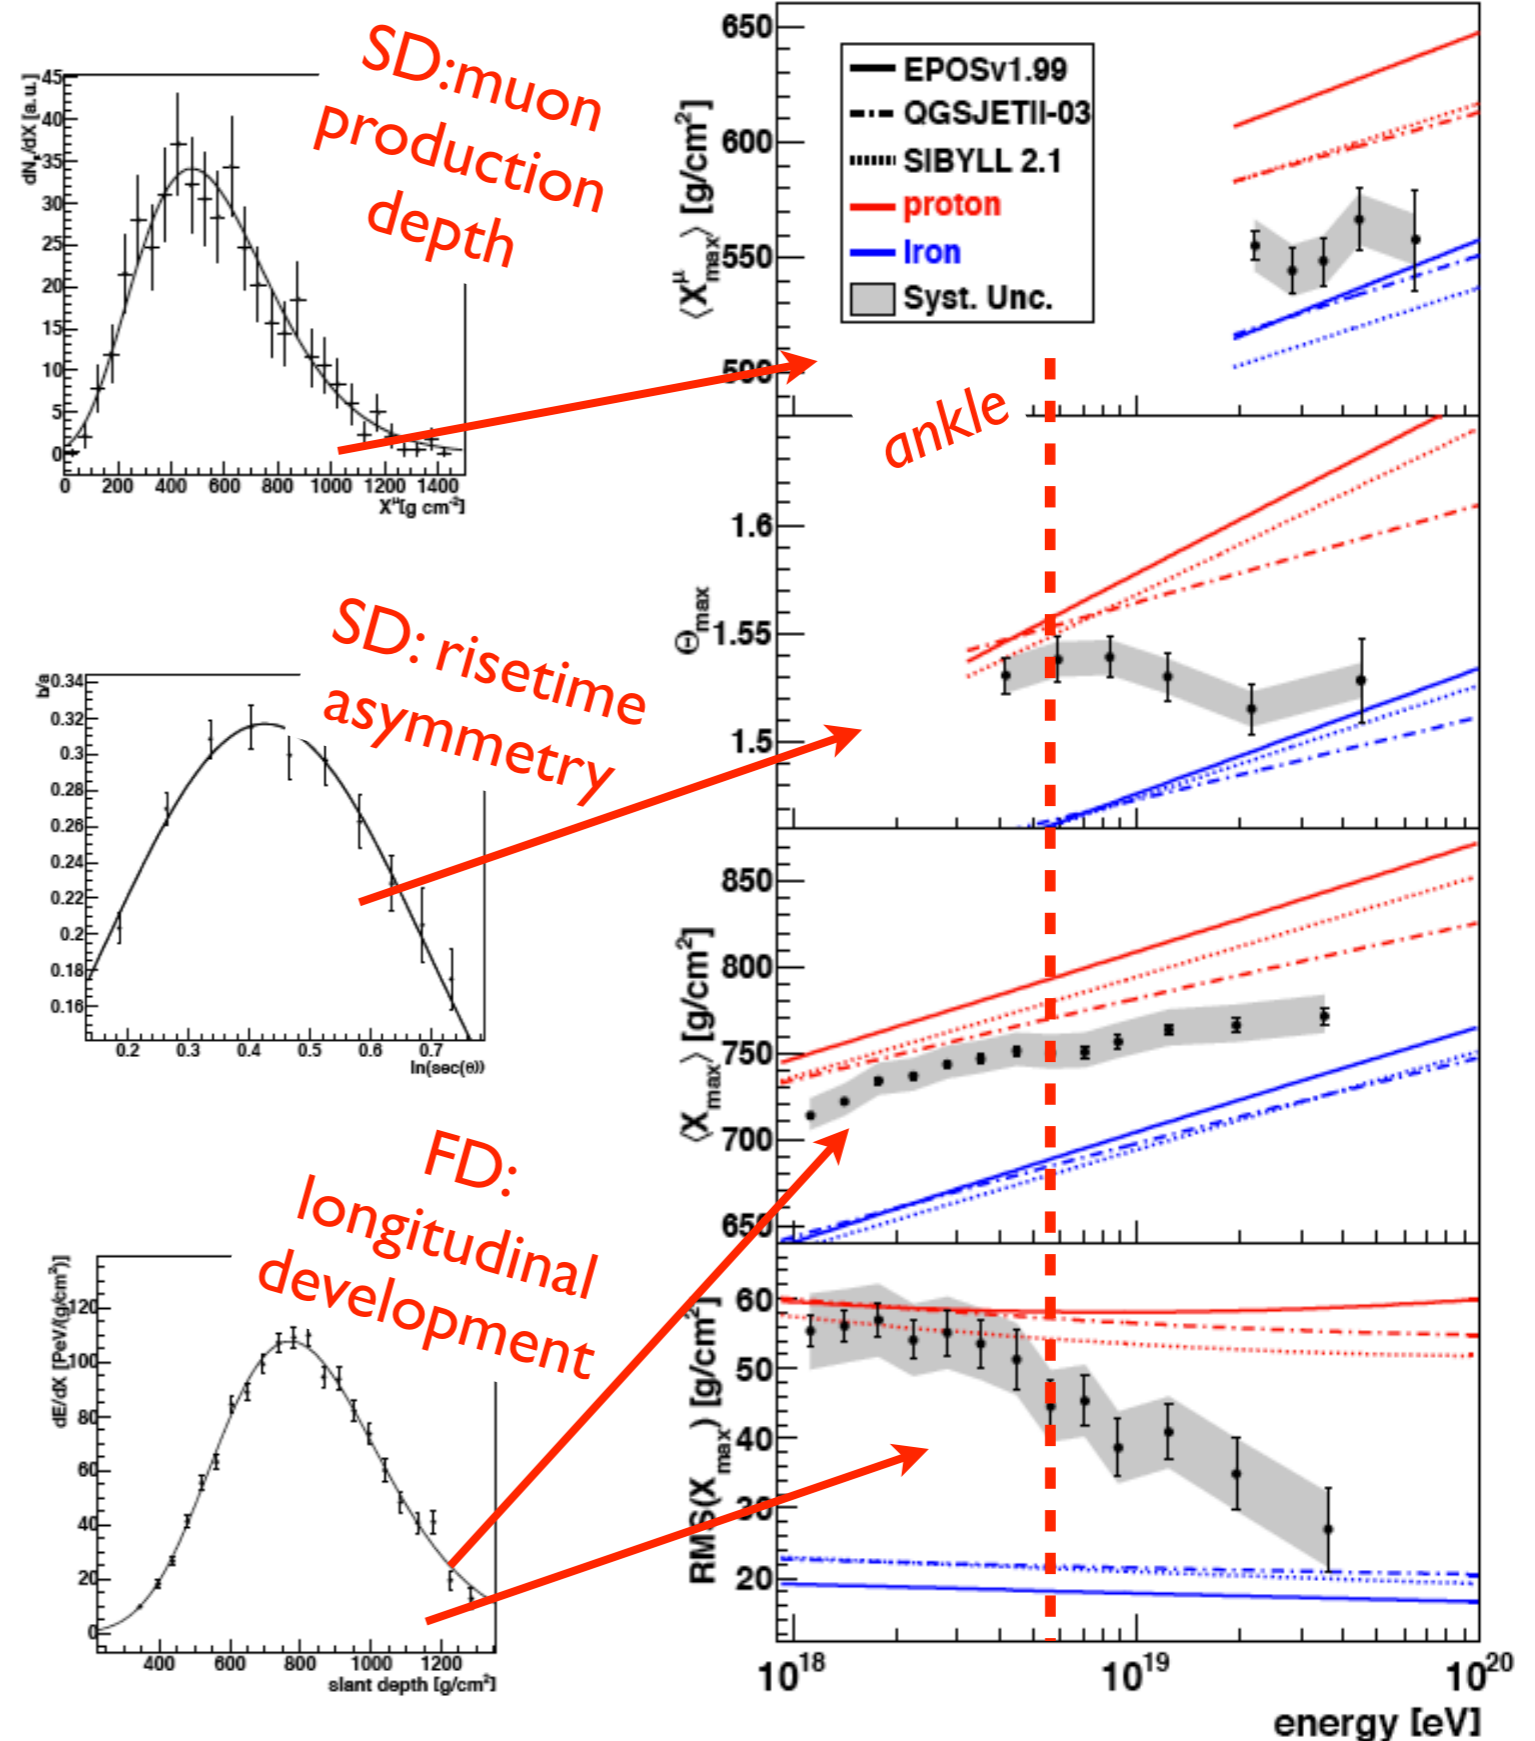 SD:muon
production
depth
dNμ/dX [a.u.]
45
40
35
30
25
20
15
10
5
0
0 200 400 600 800 1000 1200 1400
X^μ [g cm^-2]
SD: risetime
asymmetry
b/a
0.34
0.32
0.3
0.28
0.26
0.24
0.22
0.2
0.18
0.16
0.2 0.3 0.4 0.5 0.6 0.7
ln(sec(θ))
FD:
longitudinal
development
dE/dX [PeV/(g/cm²)]
120
100
80
60
40
20
0
400 600 800 1000 1200
slant depth [g/cm²]
EPOSv1.99
QGSJETII-03
SIBYLL 2.1
proton
Iron
Syst. Unc.
⟨X^μ_max⟩ [g/cm²]
650
600
550
500
ankle
Θ_max
1.6
1.55
1.5
⟨X_max⟩ [g/cm²]
850
800
750
700
650
RMS(X_max) [g/cm²]
60
50
40
30
20
10^18 10^19 10^20
energy [eV]